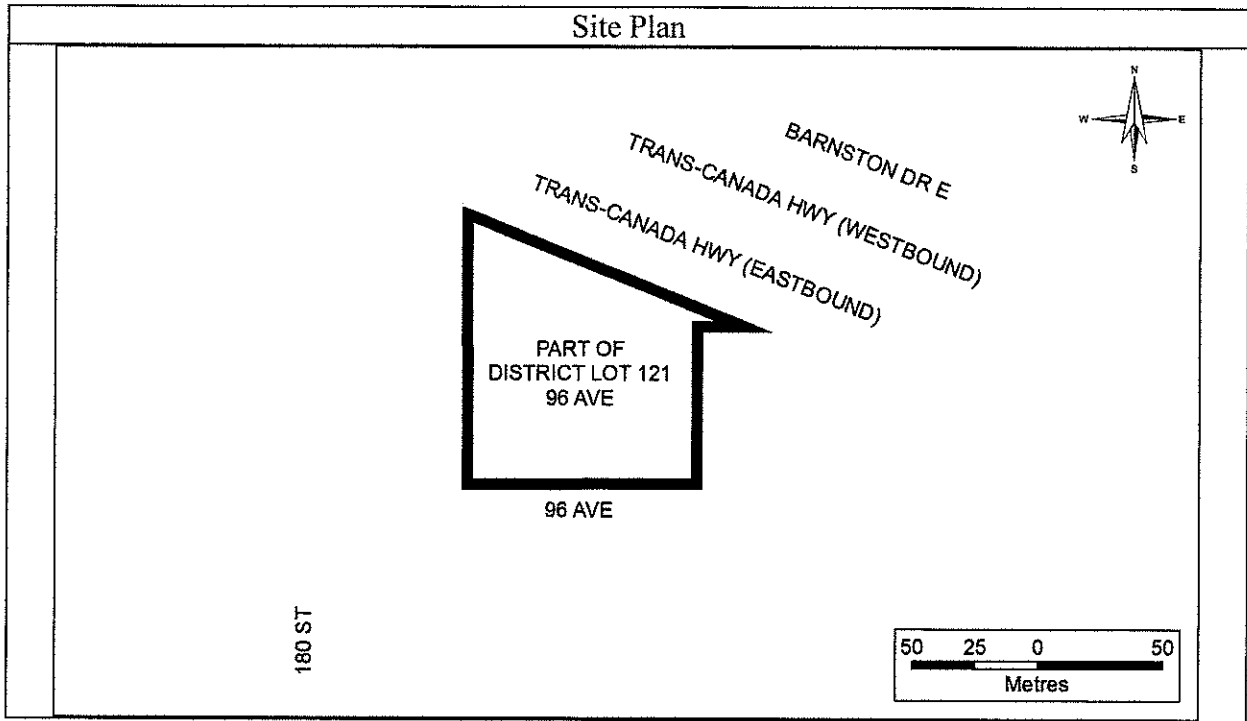 Site Plan
N
W E
S
BARNSTON DR E
TRANS-CANADA HWY (WESTBOUND)
TRANS-CANADA HWY (EASTBOUND)
PART OF
DISTRICT LOT 121
96 AVE
96 AVE
180 ST
50 25 0 50
Metres